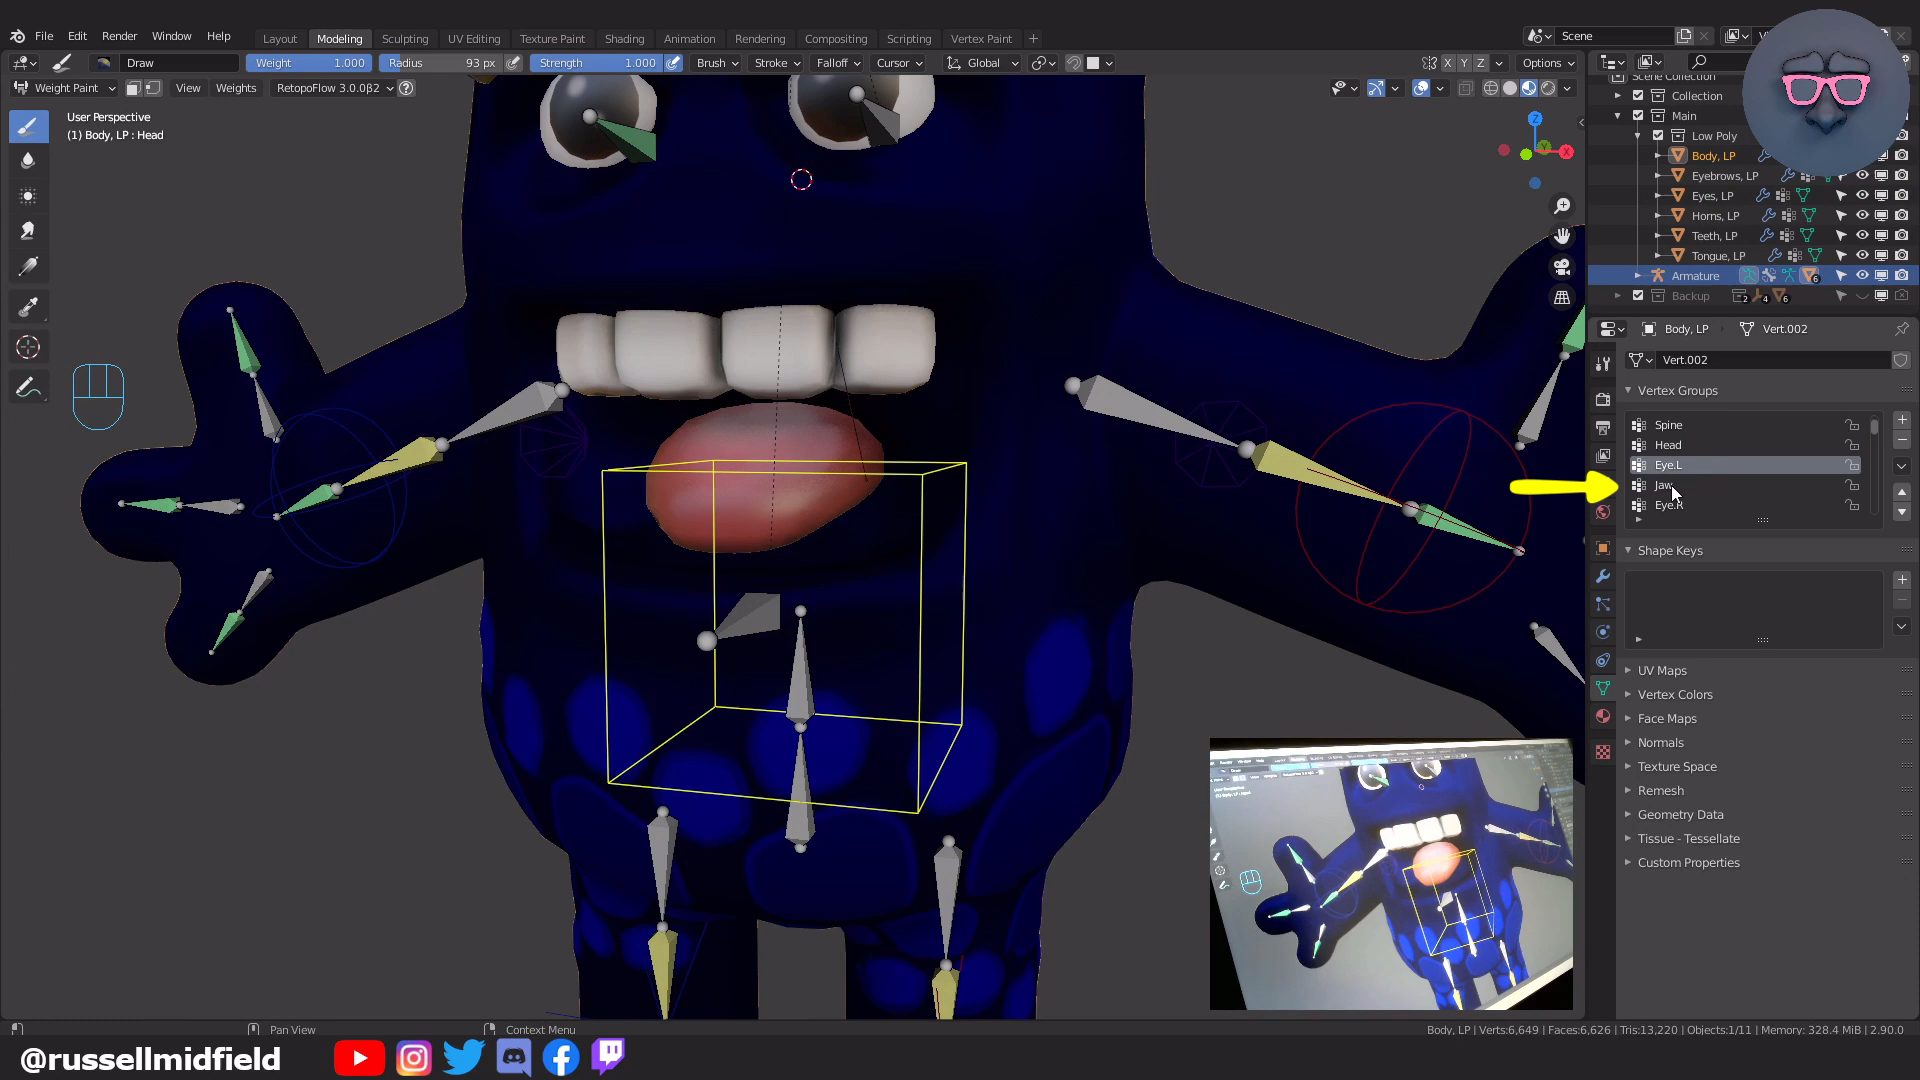 File Edit Render Window Help Layout Modeling Sculpting UV Editing Texture Paint Shading Animation Rendering Compositing Scripting Vertex Paint + Scene
Draw Weight 1.000 Radius 93 px Strength 1.000 Brush Stroke Falloff Cursor Global X Y Z Options
Weight Paint View Weights RetopoFlow 3.0.0β2 ?
User Perspective
(1) Body, LP : Head
Z
Y
X
Scene Collection
Collection
Main
Low Poly
Body, LP
Eyebrows, LP
Eyes, LP
Horns, LP
Teeth, LP
Tongue, LP
Armature 6
Backup 2 4 6
Body, LP Vert.002
Vert.002
Vertex Groups
Spine
Head
Eye.L
Jaw
Eye.R
Shape Keys
UV Maps
Vertex Colors
Face Maps
Normals
Texture Space
Remesh
Geometry Data
Tissue - Tessellate
Custom Properties
Pan View Context Menu Body, LP | Verts:6,649 | Faces:6,626 | Tris:13,220 | Objects:1/11 | Memory: 328.4 MiB | 2.90.0
@russellmidfield